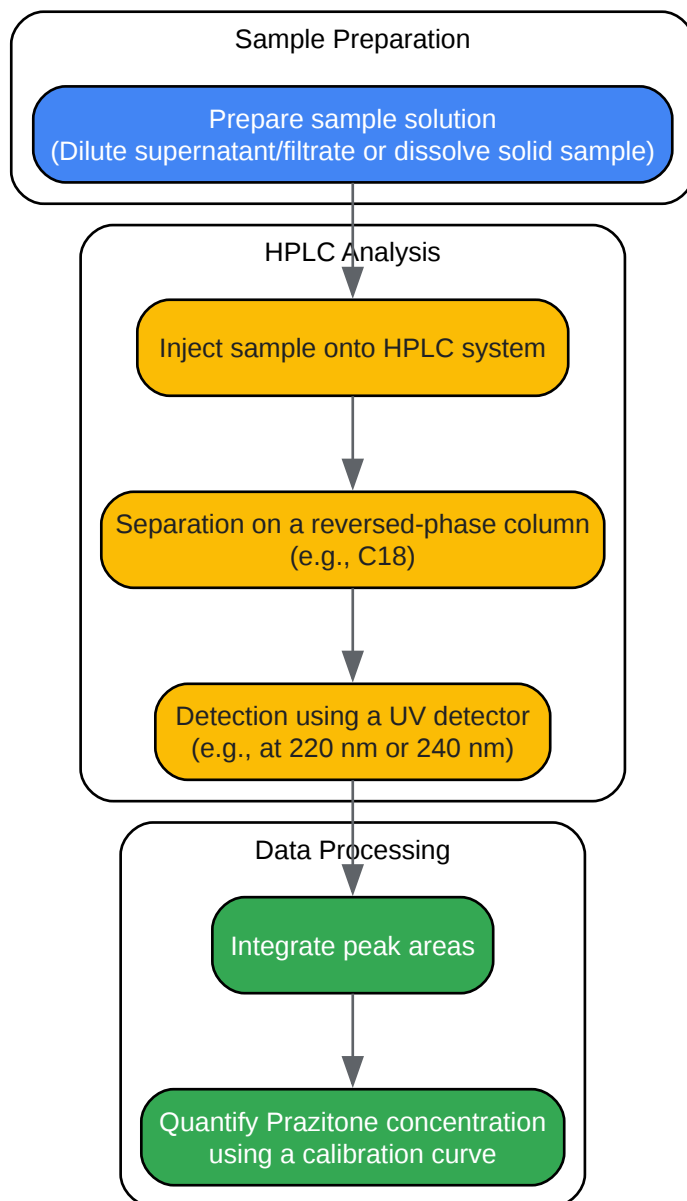 Sample Preparation
Prepare sample solution
(Dilute supernatant/filtrate or dissolve solid sample)
HPLC Analysis
Inject sample onto HPLC system
Separation on a reversed-phase column
(e.g., C18)
Detection using a UV detector
(e.g., at 220 nm or 240 nm)
Data Processing
Integrate peak areas
Quantify Prazitone concentration
using a calibration curve